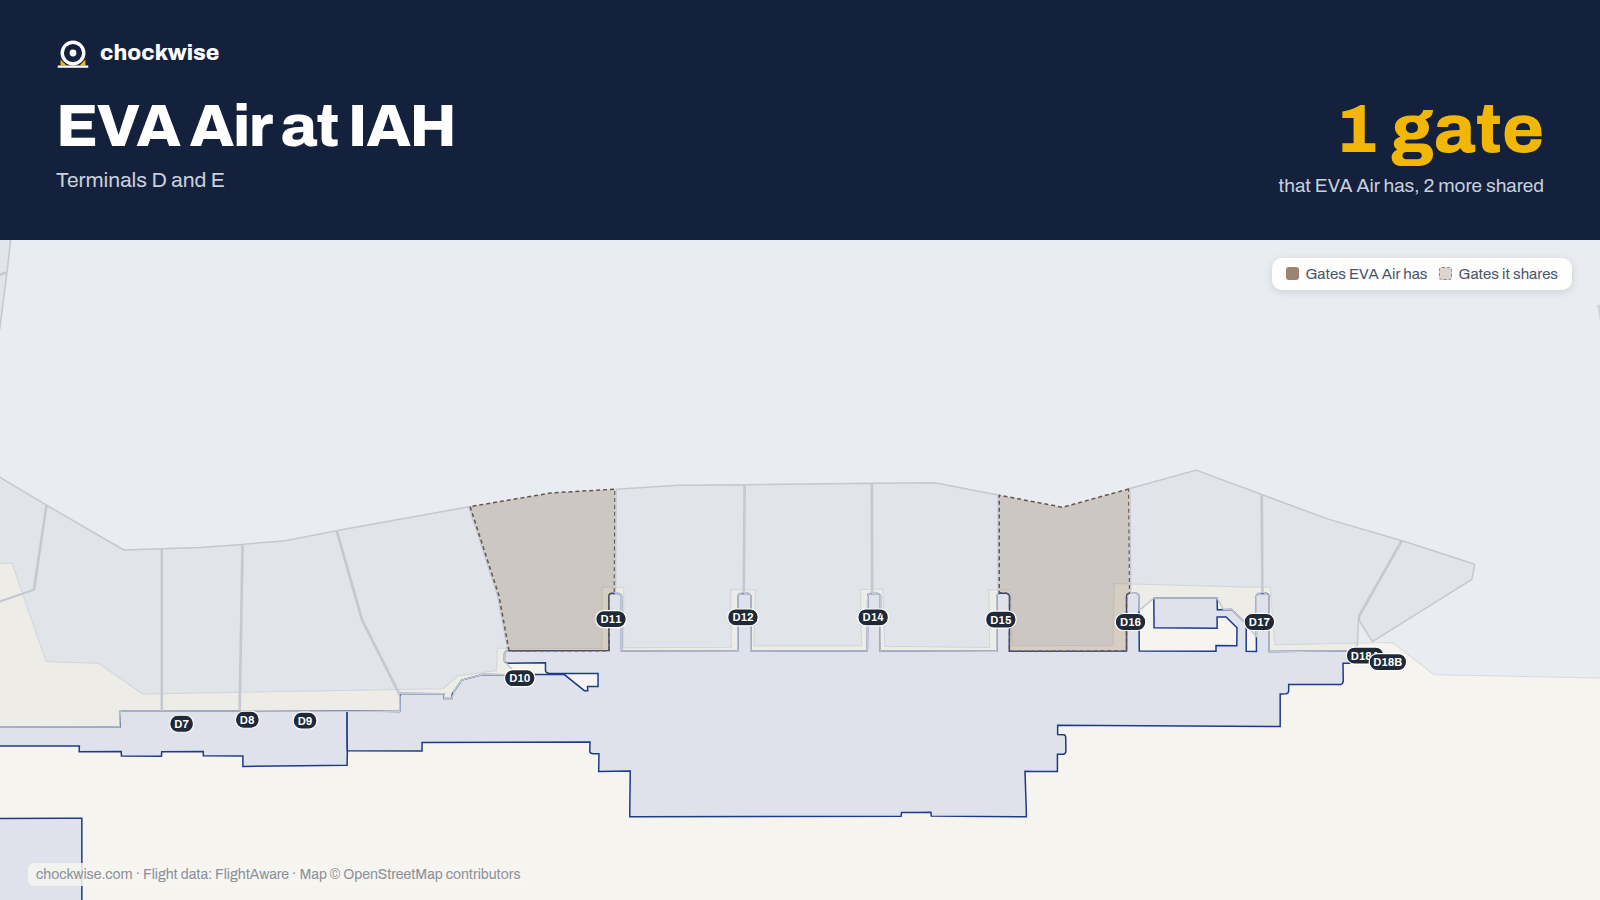 chockwise
EVA Air at IAH
Terminals D and E
1 gate
that EVA Air has, 2 more shared
Gates EVA Air has
Gates it shares
D11
D12
D14
D15
D16
D17
D18A
D18B
D10
D7
D8
D9
chockwise.com · Flight data: FlightAware · Map © OpenStreetMap contributors